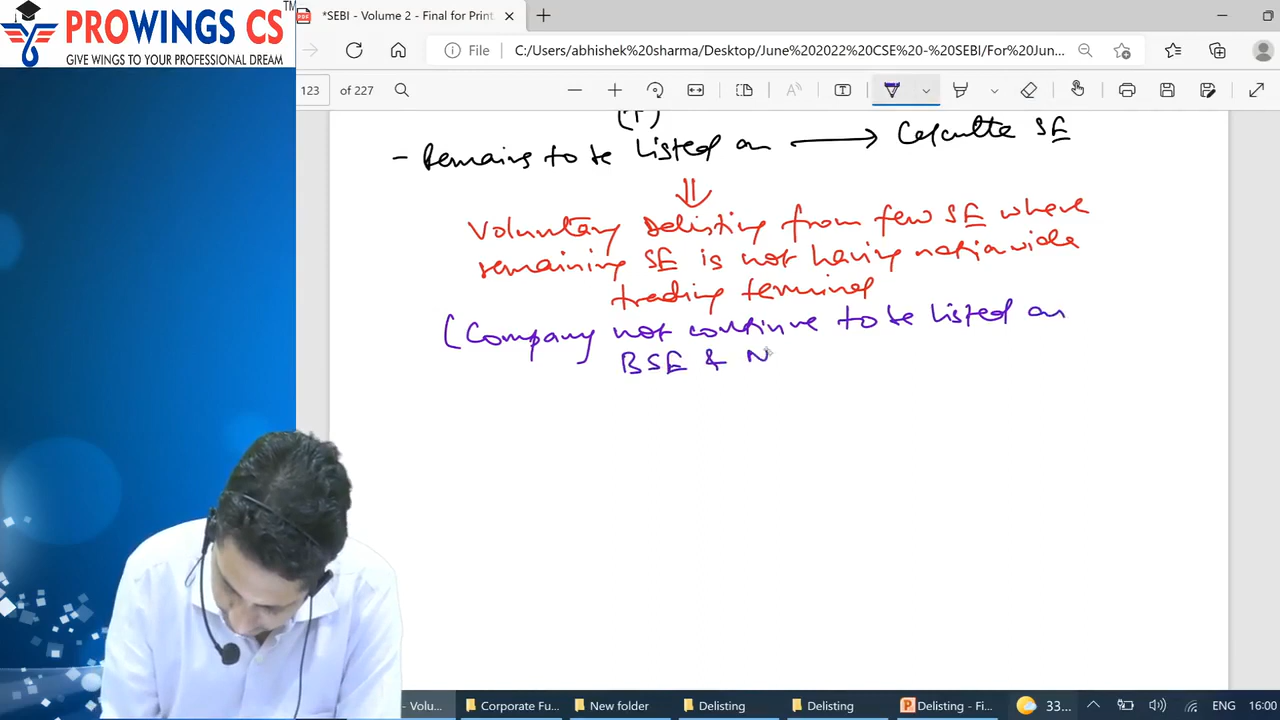 PROWINGS CS TM
GIVE WINGS TO YOUR PROFESSIONAL DREAM
*SEBI - Volume 2 - Final for Print
File C:/Users/abhishek%20sharma/Desktop/June%202022%20CSE%20-%20SEBI/For%20Jun...
123 of 227
- Remains to be Listed on → Calcutta SE
Voluntary Delisting from few SE where
remaining SE is not having nationwide
trading terminal
(Company not continue to be listed on
BSE & N
- Volu...
Corporate Fu...
New folder
Delisting
Delisting
Delisting - Fi...
33...
ENG
16:00